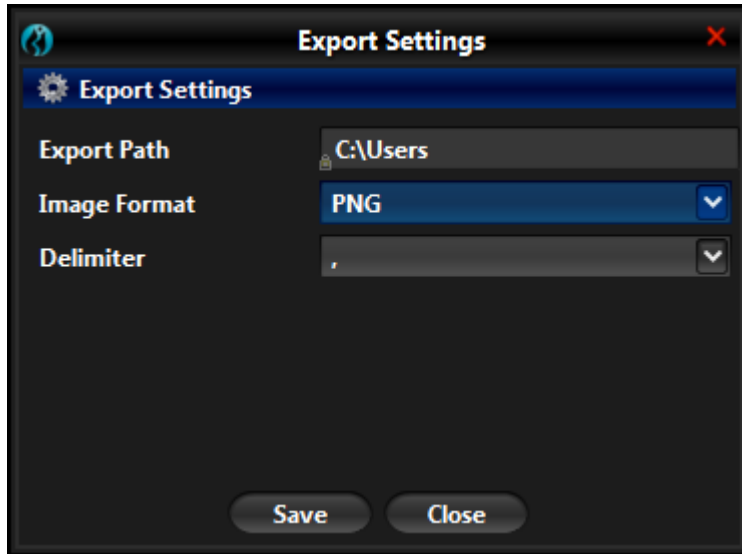 Export Settings
Export Settings
Export Path C:\Users
Image Format PNG
Delimiter ,
Save Close